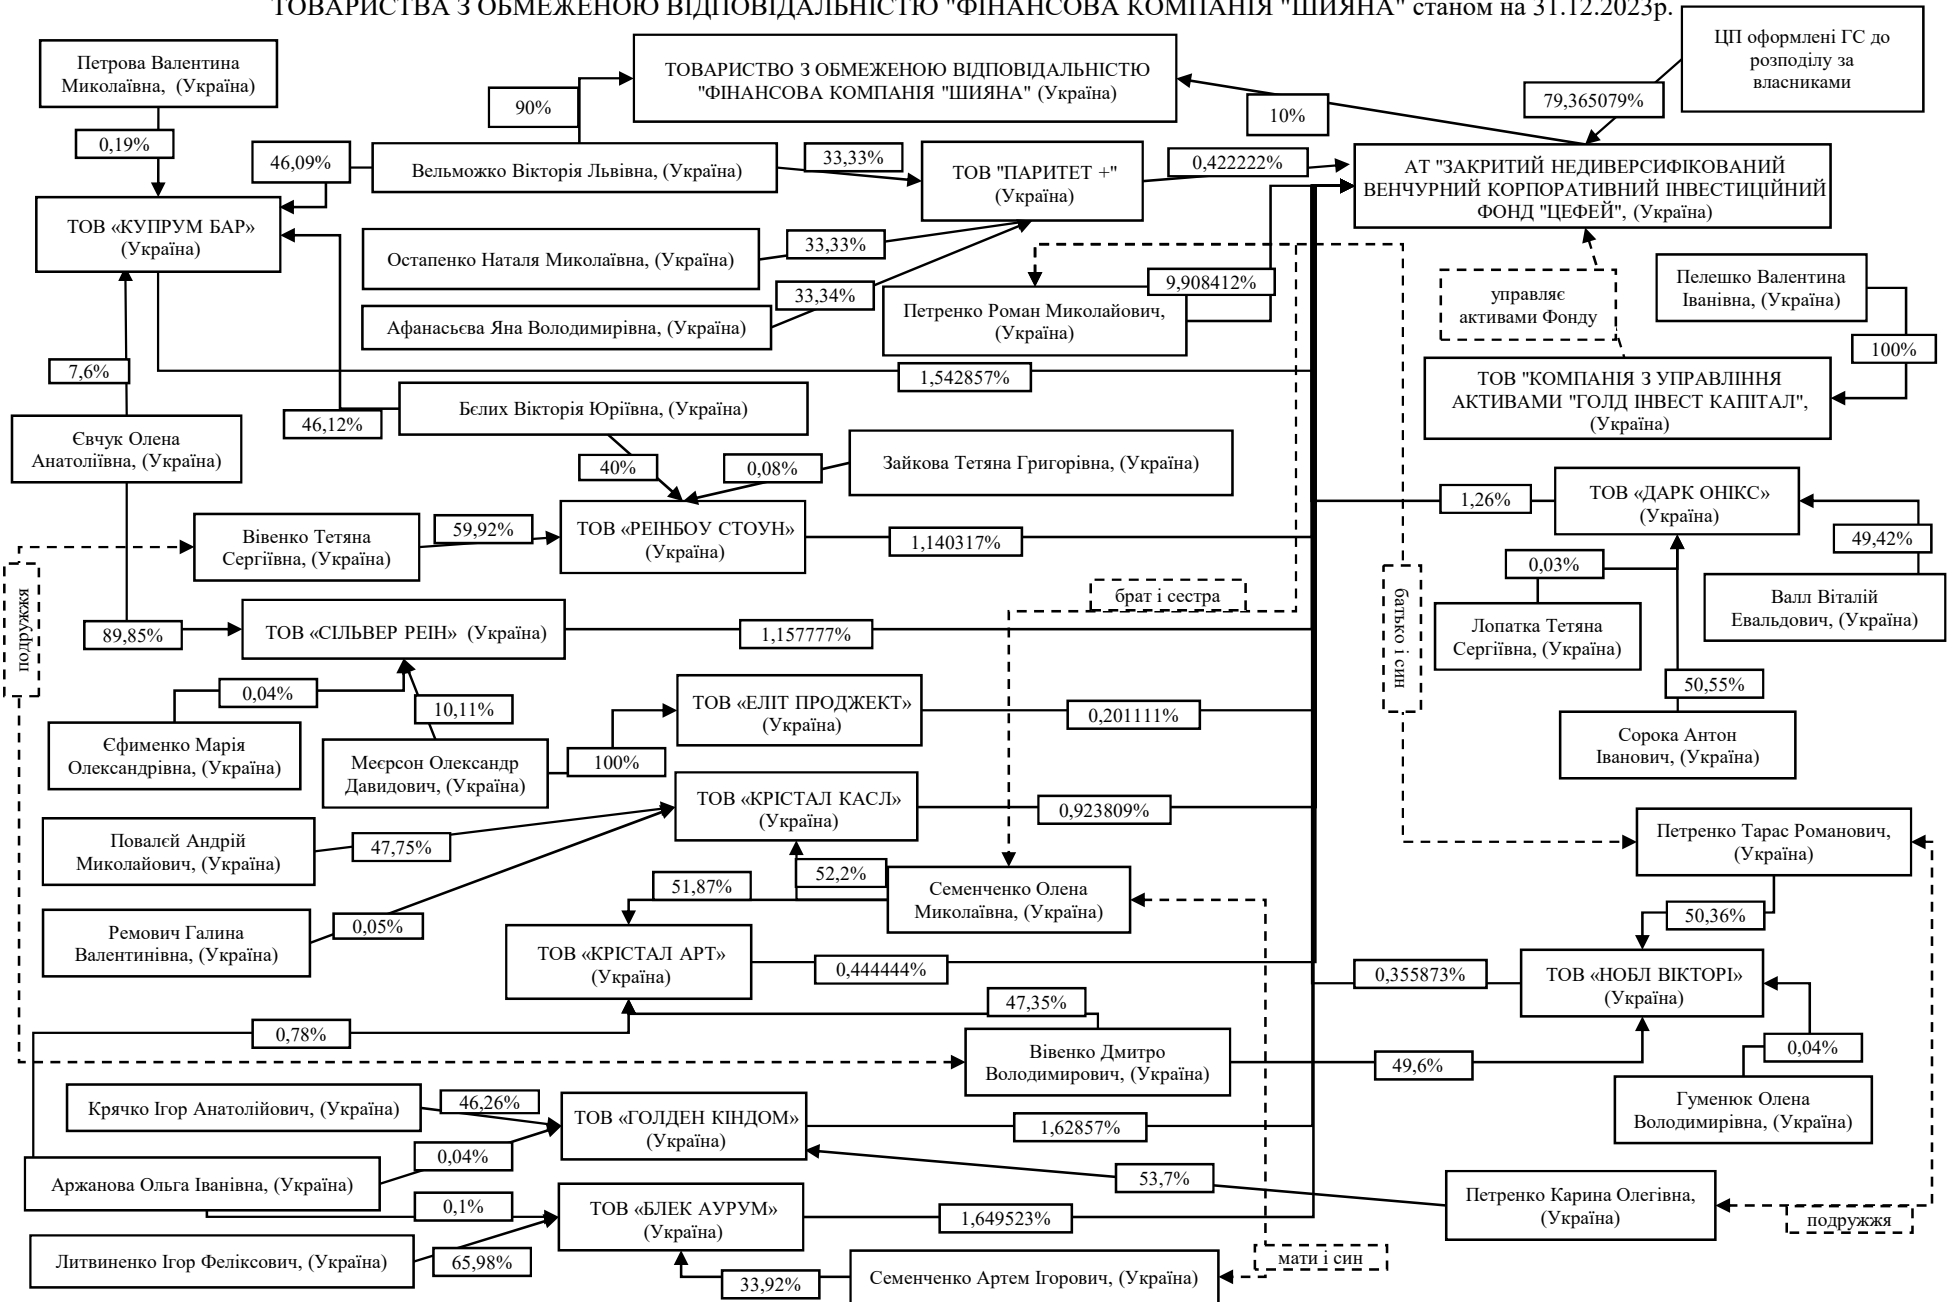 ТОВАРИСТВА З ОБМЕЖЕНОЮ ВІДПОВІДАЛЬНІСТЮ "ФІНАНСОВА КОМПАНІЯ "ШИЯНА" станом на 31.12.2023р.
Петрова Валентина
Миколаївна, (Україна)
ТОВАРИСТВО З ОБМЕЖЕНОЮ ВІДПОВІДАЛЬНІСТЮ
"ФІНАНСОВА КОМПАНІЯ "ШИЯНА" (Україна)
ЦП оформлені ГС до
розподілу за
власниками
90%
10%
79,365079%
0,19%
46,09%
Вельможко Вікторія Львівна, (Україна)
33,33%
ТОВ "ПАРИТЕТ +"
(Україна)
0,422222%
АТ "ЗАКРИТИЙ НЕДИВЕРСИФІКОВАНИЙ
ВЕНЧУРНИЙ КОРПОРАТИВНИЙ ІНВЕСТИЦІЙНИЙ
ФОНД "ЦЕФЕЙ", (Україна)
ТОВ «КУПРУМ БАР»
(Україна)
Остапенко Наталя Миколаївна, (Україна)
33,33%
33,34%
Афанасьєва Яна Володимирівна, (Україна)
Петренко Роман Миколайович,
(Україна)
9,908412%
управляє
активами Фонду
Пелешко Валентина
Іванівна, (Україна)
100%
7,6%
1,542857%
ТОВ "КОМПАНІЯ З УПРАВЛІННЯ
АКТИВАМИ "ГОЛД ІНВЕСТ КАПІТАЛ",
(Україна)
Бєлих Вікторія Юріївна, (Україна)
46,12%
Євчук Олена
Анатоліївна, (Україна)
40%
0,08%
Зайкова Тетяна Григорівна, (Україна)
1,26%
ТОВ «ДАРК ОНІКС»
(Україна)
49,42%
Вівенко Тетяна
Сергіївна, (Україна)
59,92%
ТОВ «РЕІНБОУ СТОУН»
(Україна)
1,140317%
0,03%
Валл Віталій
Евальдович, (Україна)
подружжя
брат і сестра
батько і син
Лопатка Тетяна
Сергіївна, (Україна)
89,85%
ТОВ «СІЛЬВЕР РЕІН» (Україна)
1,157777%
50,55%
0,04%
10,11%
ТОВ «ЕЛІТ ПРОДЖЕКТ»
(Україна)
0,201111%
Сорока Антон
Іванович, (Україна)
Єфименко Марія
Олександрівна, (Україна)
Меєрсон Олександр
Давидович, (Україна)
100%
ТОВ «КРІСТАЛ КАСЛ»
(Україна)
0,923809%
Повалєй Андрій
Миколайович, (Україна)
47,75%
Петренко Тарас Романович,
(Україна)
51,87%
52,2%
Семенченко Олена
Миколаївна, (Україна)
50,36%
Ремович Галина
Валентинівна, (Україна)
0,05%
ТОВ «КРІСТАЛ АРТ»
(Україна)
0,444444%
0,355873%
ТОВ «НОБЛ ВІКТОРІ»
(Україна)
47,35%
0,78%
Вівенко Дмитро
Володимирович, (Україна)
49,6%
0,04%
Гуменюк Олена
Володимирівна, (Україна)
Крячко Ігор Анатолійович, (Україна)
46,26%
ТОВ «ГОЛДЕН КІНДОМ»
(Україна)
1,62857%
0,04%
Аржанова Ольга Іванівна, (Україна)
53,7%
Петренко Карина Олегівна,
(Україна)
подружжя
0,1%
ТОВ «БЛЕК АУРУМ»
(Україна)
1,649523%
Литвиненко Ігор Феліксович, (Україна)
65,98%
33,92%
Семенченко Артем Ігорович, (Україна)
мати і син